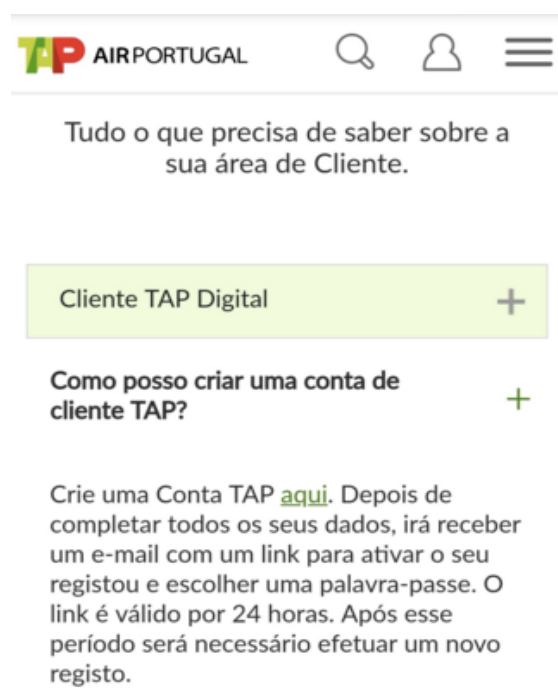 TAP AIRPORTUGAL
Tudo o que precisa de saber sobre a
sua área de Cliente.
Cliente TAP Digital
Como posso criar uma conta de
cliente TAP?
Crie uma Conta TAP aqui. Depois de
completar todos os seus dados, irá receber
um e-mail com um link para ativar o seu
registou e escolher uma palavra-passe. O
link é válido por 24 horas. Após esse
período será necessário efetuar um novo
registo.